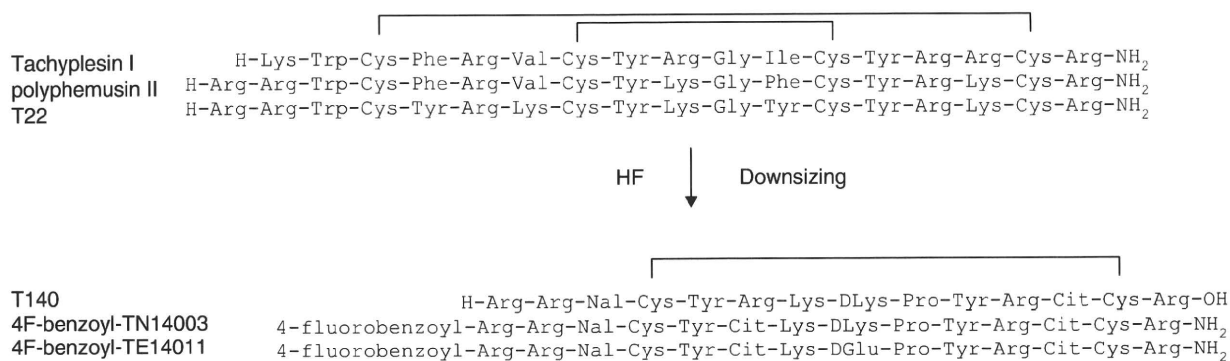 Tachyplesin I H-Lys-Trp-Cys-Phe-Arg-Val-Cys-Tyr-Arg-Gly-Ile-Cys-Tyr-Arg-Arg-Cys-Arg-NH2
polyphemusin II H-Arg-Arg-Trp-Cys-Phe-Arg-Val-Cys-Tyr-Lys-Gly-Phe-Cys-Tyr-Arg-Lys-Cys-Arg-NH2
T22 H-Arg-Arg-Trp-Cys-Tyr-Arg-Lys-Cys-Tyr-Lys-Gly-Tyr-Cys-Tyr-Arg-Lys-Cys-Arg-NH2
HF Downsizing
T140 H-Arg-Arg-Nal-Cys-Tyr-Arg-Lys-DLys-Pro-Tyr-Arg-Cit-Cys-Arg-OH
4F-benzoyl-TN14003 4-fluorobenzoyl-Arg-Arg-Nal-Cys-Tyr-Cit-Lys-DLys-Pro-Tyr-Arg-Cit-Cys-Arg-NH2
4F-benzoyl-TE14011 4-fluorobenzoyl-Arg-Arg-Nal-Cys-Tyr-Cit-Lys-DGlu-Pro-Tyr-Arg-Cit-Cys-Arg-NH2